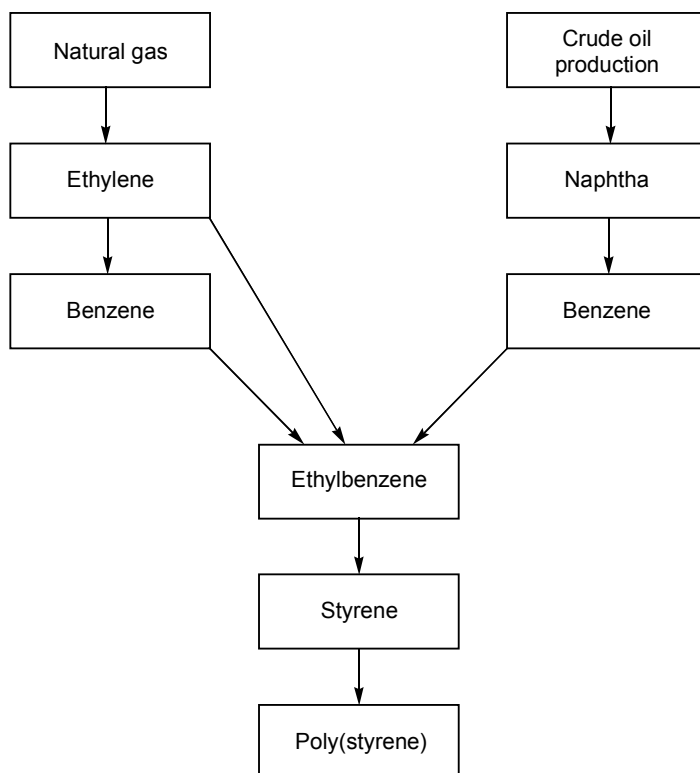 Natural gas
Crude oil
production
Ethylene
Naphtha
Benzene
Benzene
Ethylbenzene
Styrene
Poly(styrene)